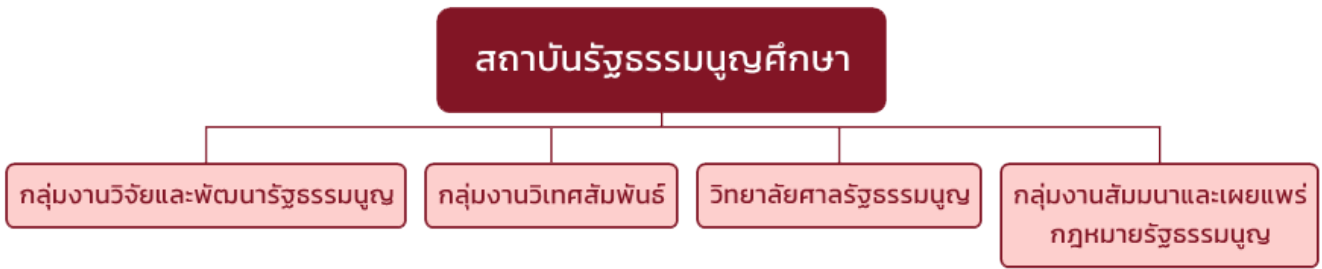 สถาบันรัฐธรรมนูญศึกษา
กลุ่มงานวิจัยและพัฒนารัฐธรรมนูญ
กลุ่มงานวิเทศสัมพันธ์
วิทยาลัยศาลรัฐธรรมนูญ
กลุ่มงานสัมมนาและเผยแพร่
กฎหมายรัฐธรรมนูญ